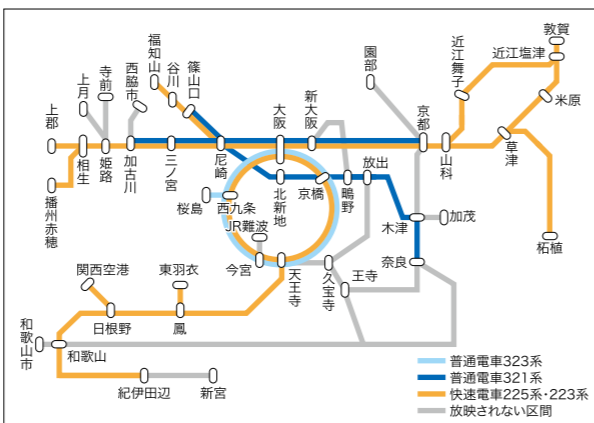 敦賀
近江塩津
近江舞子
米原
草津
柘植
山科
京都
園部
新大阪
大阪
尼崎
篠山口
谷川
福知山
三ノ宮
加古川
西脇市
寺前
上月
姫路
相生
上郡
播州赤穂
北新地
京橋
鴫野
放出
木津
加茂
奈良
桜島
西九条
JR難波
今宮
天王寺
久宝寺
王寺
関西空港
東羽衣
日根野
鳳
和歌山市
和歌山
紀伊田辺
新宮
普通電車323系
普通電車321系
快速電車225系・223系
放映されない区間